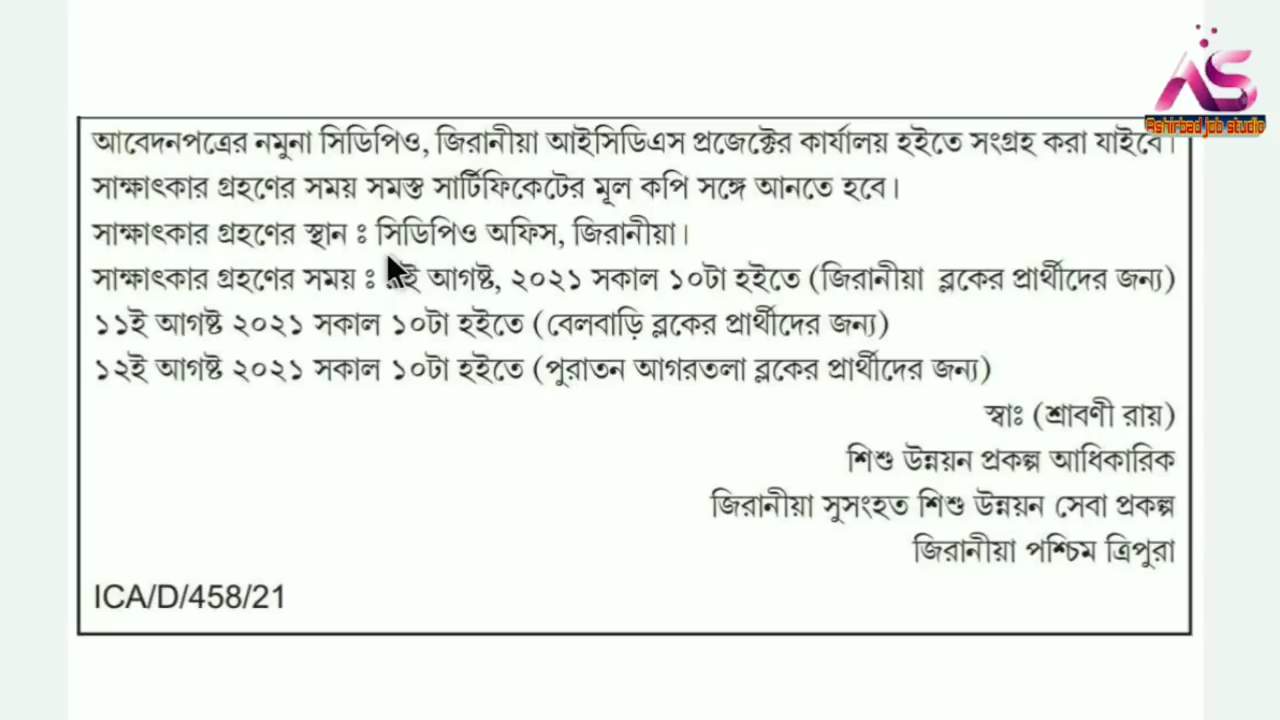 Ashirbad job studio
আবেদনপত্রের নমুনা সিডিপিও, জিরানীয়া আইসিডিএস প্রজেক্টের কার্যালয় হইতে সংগ্রহ করা যাইবে।
সাক্ষাৎকার গ্রহণের সময় সমস্ত সার্টিফিকেটের মূল কপি সঙ্গে আনতে হবে।
সাক্ষাৎকার গ্রহণের স্থান ঃ সিডিপিও অফিস, জিরানীয়া।
সাক্ষাৎকার গ্রহণের সময় ঃ আগষ্ট, ২০২১ সকাল ১০টা হইতে (জিরানীয়া ব্লকের প্রার্থীদের জন্য)
১১ই আগষ্ট ২০২১ সকাল ১০টা হইতে (বেলবাড়ি ব্লকের প্রার্থীদের জন্য)
১২ই আগষ্ট ২০২১ সকাল ১০টা হইতে (পুরাতন আগরতলা ব্লকের প্রার্থীদের জন্য)
স্বাঃ (শ্রাবণী রায়)
শিশু উন্নয়ন প্রকল্প আধিকারিক
জিরানীয়া সুসংহত শিশু উন্নয়ন সেবা প্রকল্প
জিরানীয়া পশ্চিম ত্রিপুরা
ICA/D/458/21